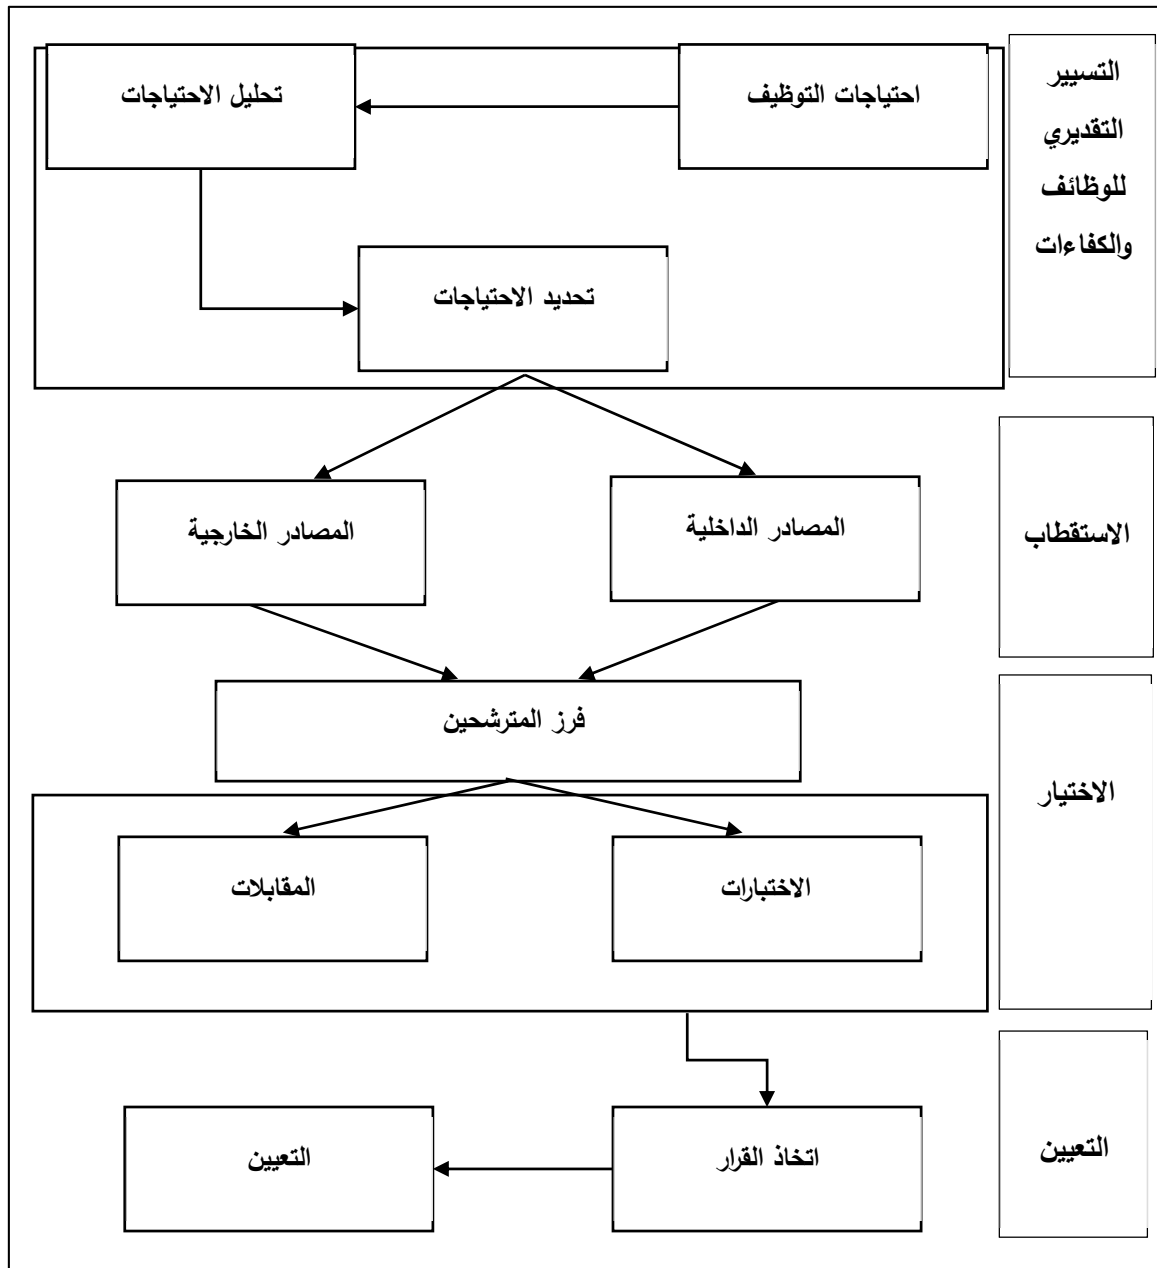 التسيير
التقديري
للوظائف
والكفاءات
احتياجات التوظيف
تحليل الاحتياجات
تحديد الاحتياجات
الاستقطاب
المصادر الداخلية
المصادر الخارجية
الاختيار
فرز المترشحين
الاختبارات
المقابلات
التعيين
اتخاذ القرار
التعيين